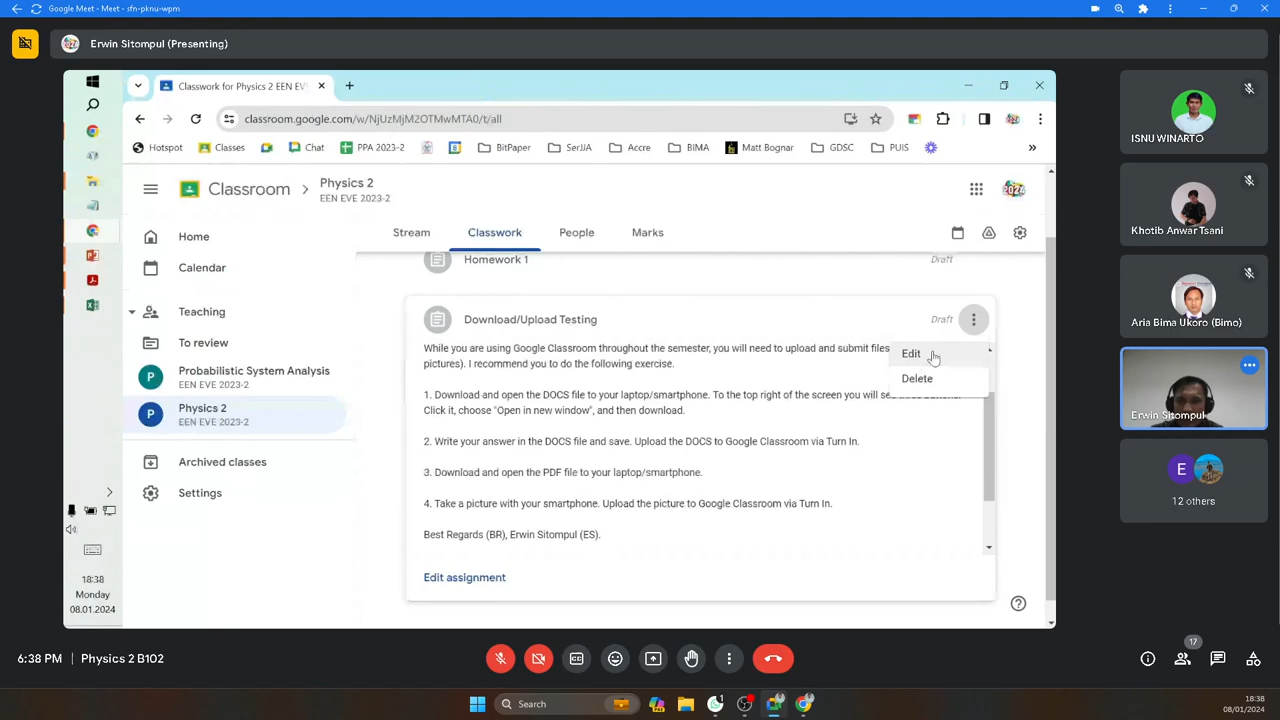 Google Meet - Meet - sfn-pknu-wpm
Erwin Sitompul (Presenting)
Classwork for Physics 2 EEN EVE
classroom.google.com/w/NjUzMjM2OTMwMTA0/t/all
Hotspot Classes Chat PPA 2023-2 BitPaper SerJJA Accre BIMA Matt Bognar GDSC PUIS
Classroom
Physics 2
EEN EVE 2023-2
Stream Classwork People Marks
Home
Calendar
Teaching
To review
P
Probabilistic System Analysis
EEN EVE 2023-2
P
Physics 2
EEN EVE 2023-2
Archived classes
Settings
Homework 1 Draft
Download/Upload Testing Draft
Edit
Delete
While you are using Google Classroom throughout the semester, you will need to upload and submit files
pictures). I recommend you to do the following exercise.
1. Download and open the DOCS file to your laptop/smartphone. To the top right of the screen you will see
Click it, choose "Open in new window", and then download.
2. Write your answer in the DOCS file and save. Upload the DOCS to Google Classroom via Turn In.
3. Download and open the PDF file to your laptop/smartphone.
4. Take a picture with your smartphone. Upload the picture to Google Classroom via Turn In.
Best Regards (BR), Erwin Sitompul (ES).
Edit assignment
18:38
Monday
08.01.2024
ISNU WINARTO
Khotib Anwar Tsani
Aria Bima Ukoro (Bimo)
Erwin Sitompul
E
12 others
6:38 PM | Physics 2 B102
17
Search
18:38
08/01/2024